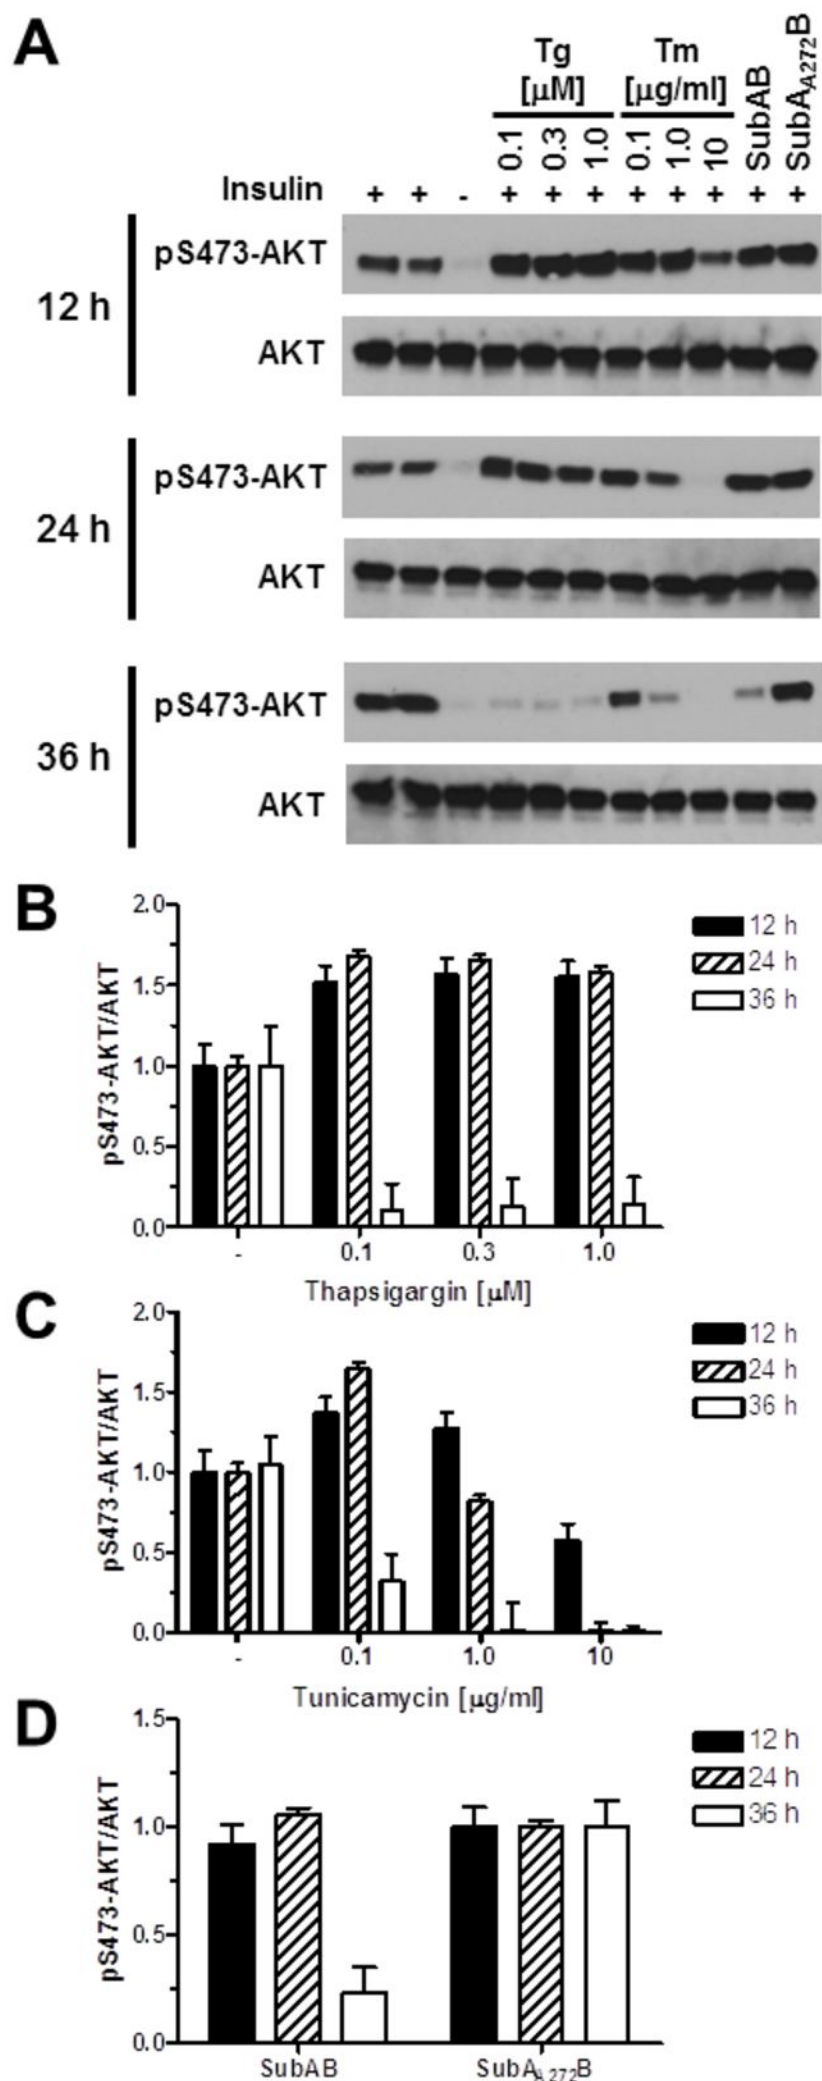 A
Tg
[μM]
Tm
[μg/ml]
SubAB
SubA_A272B
0.1
0.3
1.0
0.1
1.0
10
Insulin + + - + + + + + + + +
12 h
pS473-AKT
AKT
24 h
pS473-AKT
AKT
36 h
pS473-AKT
AKT
B
pS473-AKT/AKT
2.0
1.5
1.0
0.5
0.0
- 0.1 0.3 1.0
Thapsigargin [μM]
12 h
24 h
36 h
C
pS473-AKT/AKT
2.0
1.5
1.0
0.5
0.0
- 0.1 1.0 10
Tunicamycin [μg/ml]
12 h
24 h
36 h
D
pS473-AKT/AKT
1.5
1.0
0.5
0.0
SubAB SubA_A272B
12 h
24 h
36 h